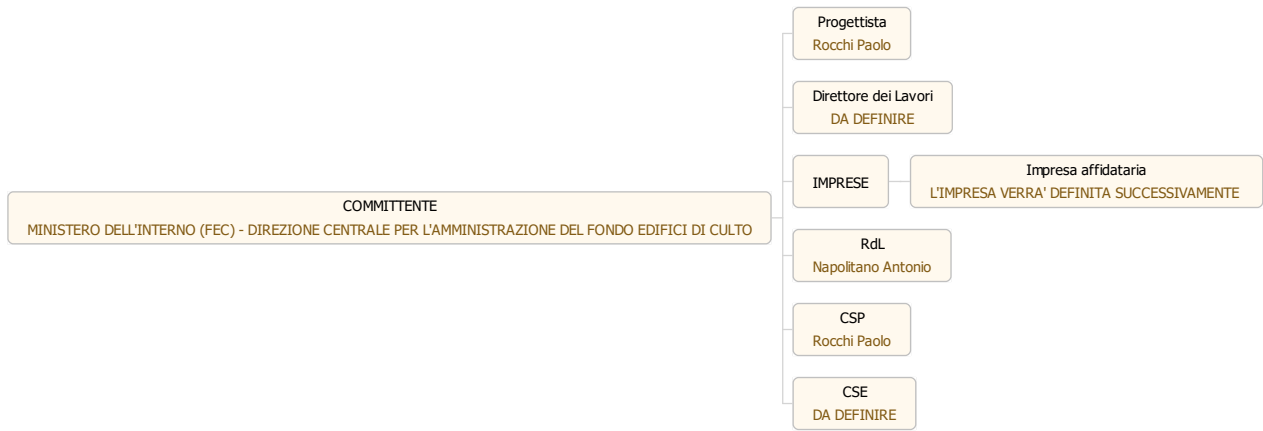 Progettista
Rocchi Paolo
Direttore dei Lavori
DA DEFINIRE
IMPRESE
Impresa affidataria
L'IMPRESA VERRA' DEFINITA SUCCESSIVAMENTE
COMMITTENTE
MINISTERO DELL'INTERNO (FEC) - DIREZIONE CENTRALE PER L'AMMINISTRAZIONE DEL FONDO EDIFICI DI CULTO
RdL
Napolitano Antonio
CSP
Rocchi Paolo
CSE
DA DEFINIRE